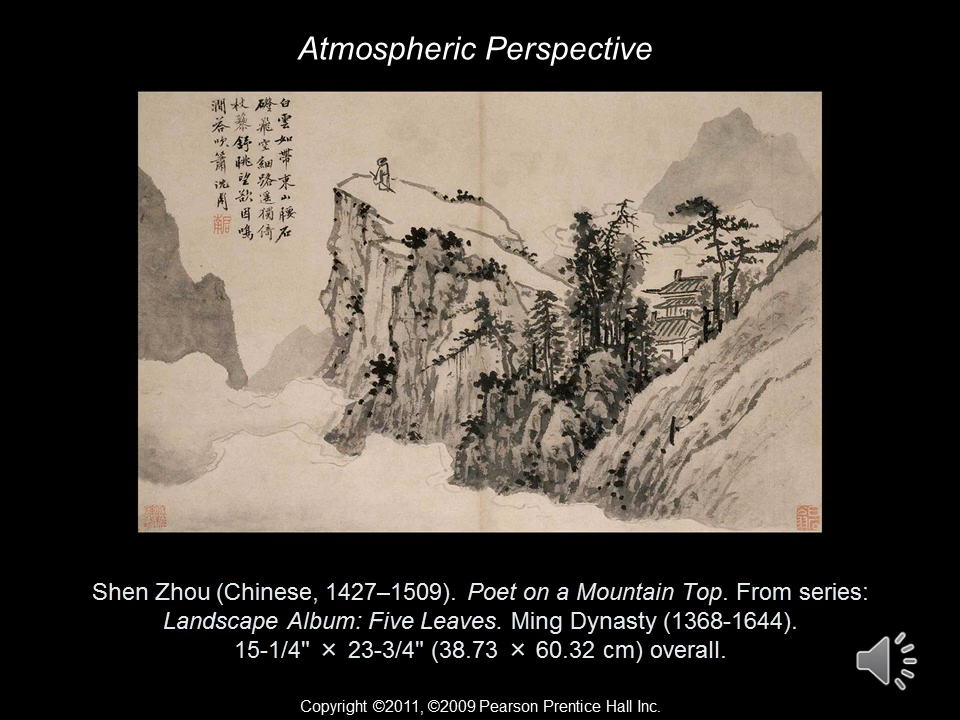 Atmospheric Perspective
白雲如帶束山腰石
磴飛空細路遙獨倚
杖藜舒眺望欲因鳴
澗荅吹簫 沈周
Shen Zhou (Chinese, 1427–1509). Poet on a Mountain Top. From series:
Landscape Album: Five Leaves. Ming Dynasty (1368-1644).
15-1/4" × 23-3/4" (38.73 × 60.32 cm) overall.
Copyright ©2011, ©2009 Pearson Prentice Hall Inc.